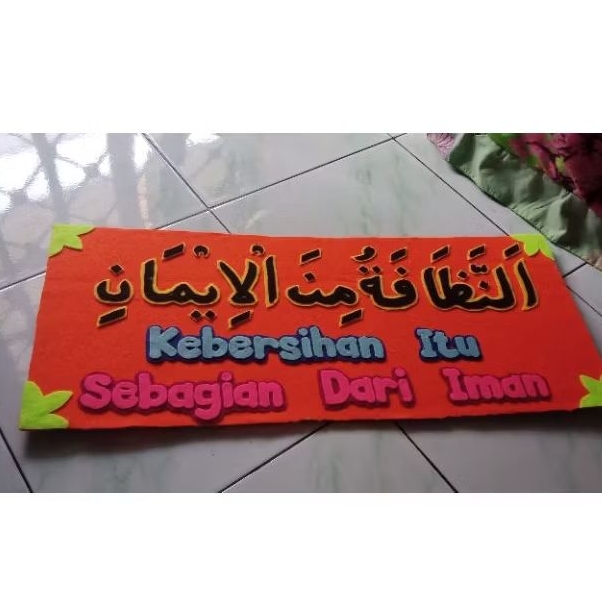 اَلنَّظَافَةُ مِنَ الْاِيْمَانِ
Kebersihan Itu
Sebagian Dari Iman